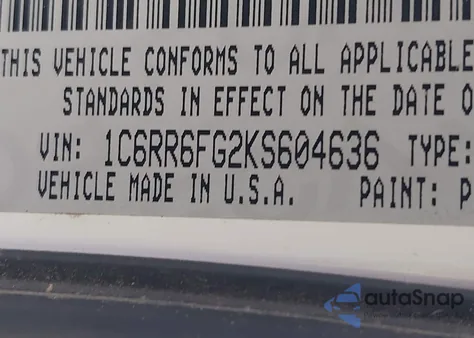 THIS VEHICLE CONFORMS TO ALL APPLICABLE
STANDARDS IN EFFECT ON THE DATE O
VIN: 1C6RR6FG2KS604636 TYPE:
VEHICLE MADE IN U.S.A. PAINT: P
autaSnap